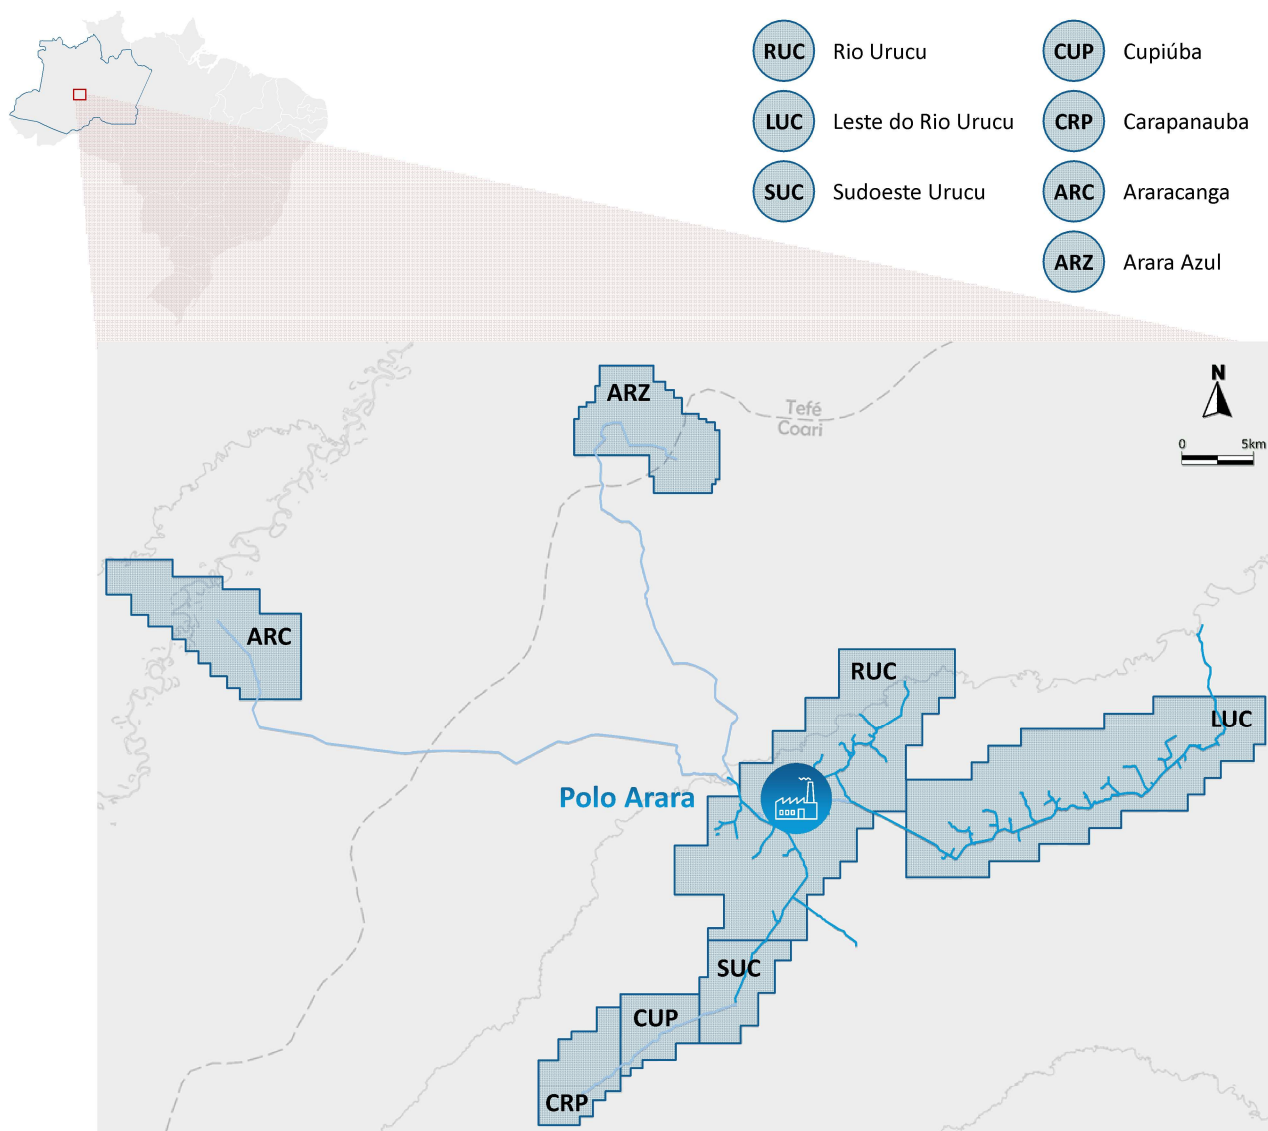 RUC Rio Urucu
CUP Cupiúba
LUC Leste do Rio Urucu
CRP Carapanauba
SUC Sudoeste Urucu
ARC Araracanga
ARZ Arara Azul
N
0 5km
ARZ
Tefé
Coari
ARC
RUC
LUC
Polo Arara
SUC
CUP
CRP